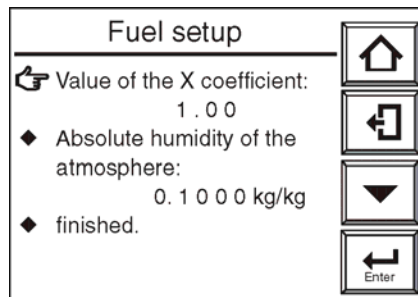 Fuel setup
Value of the X coefficient:
1.00
Absolute humidity of the
atmosphere:
0.1000 kg/kg
finished.
Enter